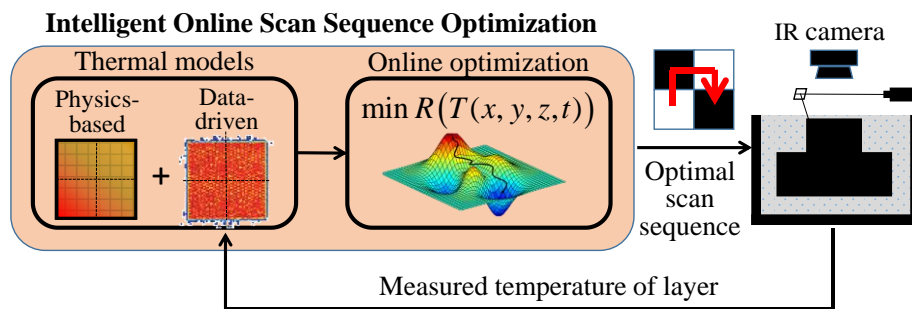 Intelligent Online Scan Sequence Optimization
Thermal models
Physics-
based
+
Data-
driven
Online optimization
min R(T(x, y, z,t))
Optimal
scan
sequence
IR camera
Measured temperature of layer